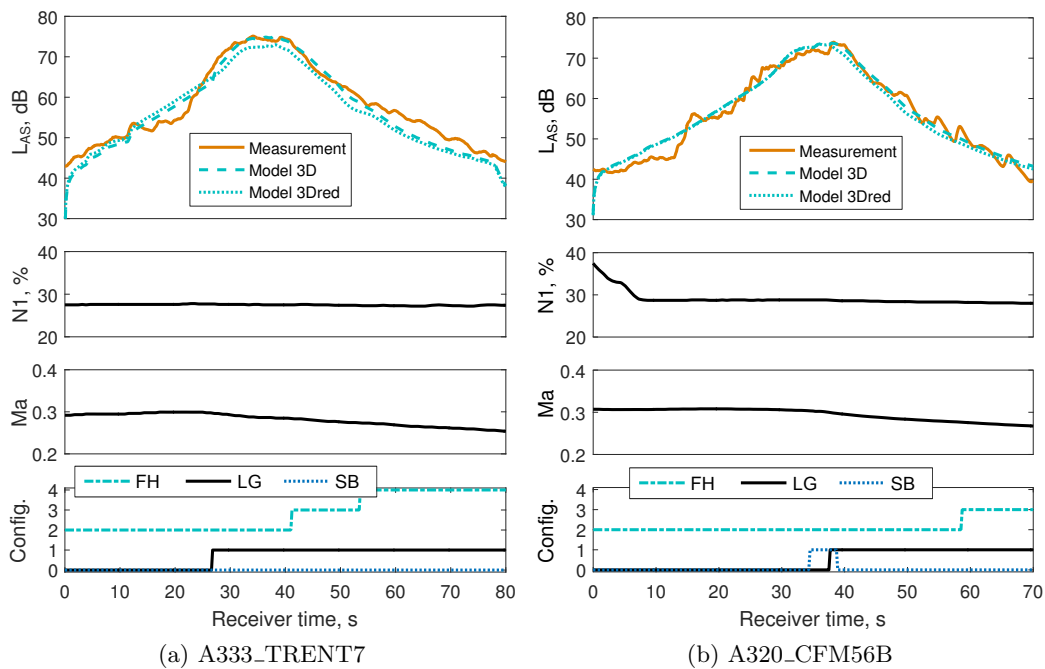 80
70
60
50
40
30
L_AS, dB
Measurement
Model 3D
Model 3Dred
40
30
20
N1, %
0.4
0.3
0.2
Ma
FH LG SB
4
3
2
1
0
Config.
0 10 20 30 40 50 60 70 80
Receiver time, s
(a) A333_TRENT7
80
70
60
50
40
30
L_AS, dB
Measurement
Model 3D
Model 3Dred
40
30
20
N1, %
0.4
0.3
0.2
Ma
FH LG SB
4
3
2
1
0
Config.
0 10 20 30 40 50 60 70
Receiver time, s
(b) A320_CFM56B